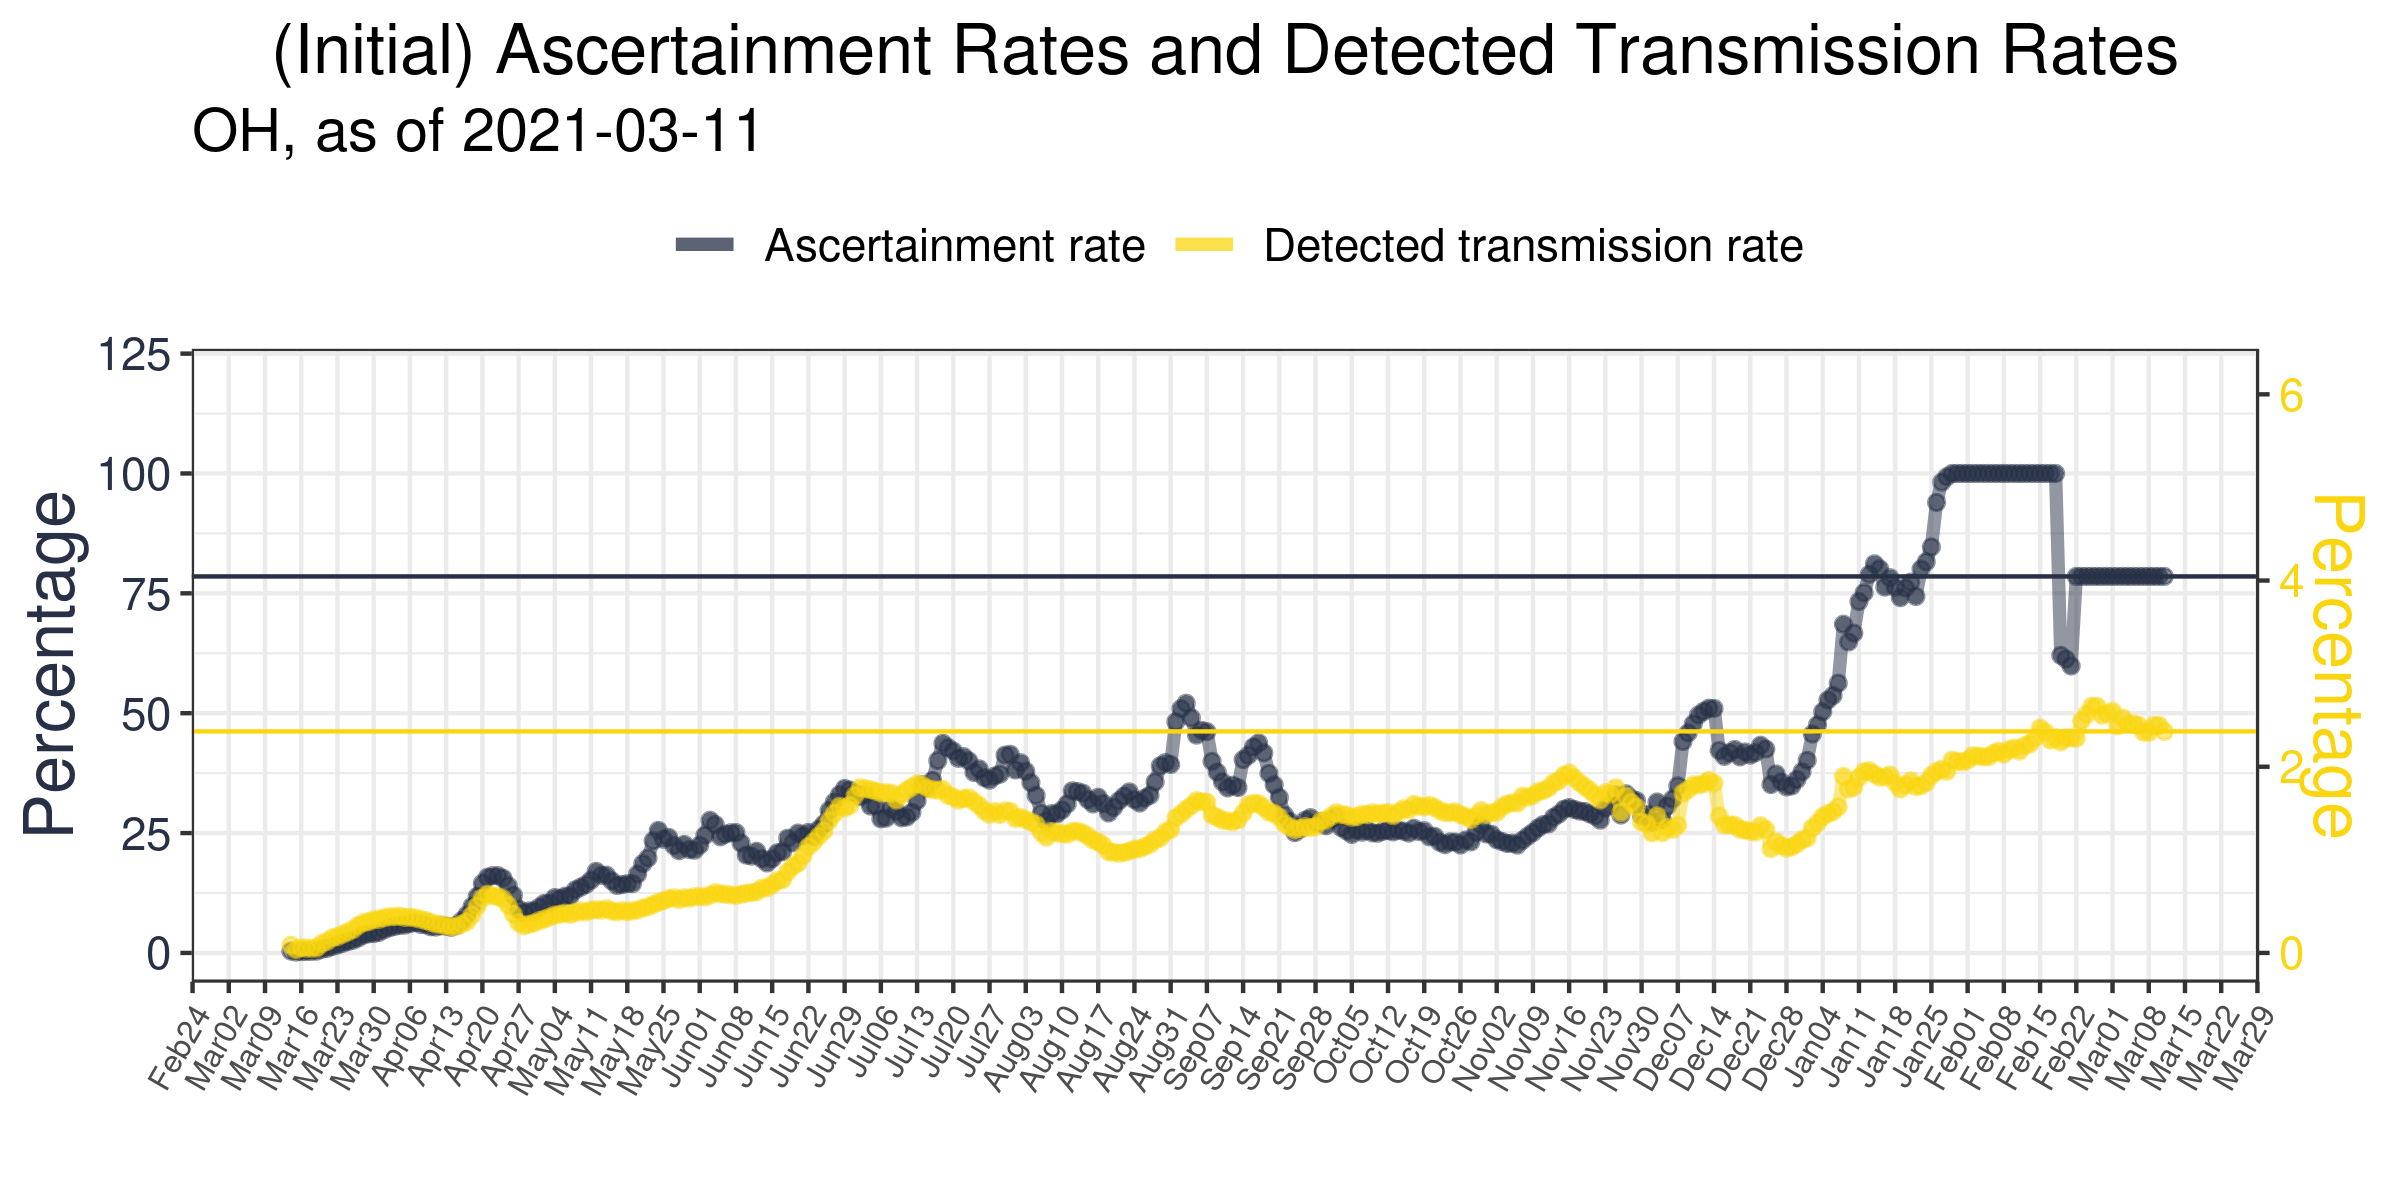 (Initial) Ascertainment Rates and Detected Transmission Rates
OH, as of 2021-03-11
Ascertainment rate Detected transmission rate
Percentage
125
100
75
50
25
0
6
4
2
0
Percentage
Feb24 Mar02 Mar09 Mar16 Mar23 Mar30 Apr06 Apr13 Apr20 Apr27 May04 May11 May18 May25 Jun01 Jun08 Jun15 Jun22 Jun29 Jul06 Jul13 Jul20 Jul27 Aug03 Aug10 Aug17 Aug24 Aug31 Sep07 Sep14 Sep21 Sep28 Oct05 Oct12 Oct19 Oct26 Nov02 Nov09 Nov16 Nov23 Nov30 Dec07 Dec14 Dec21 Dec28 Jan04 Jan11 Jan18 Jan25 Feb01 Feb08 Feb15 Feb22 Mar01 Mar08 Mar15 Mar22 Mar29